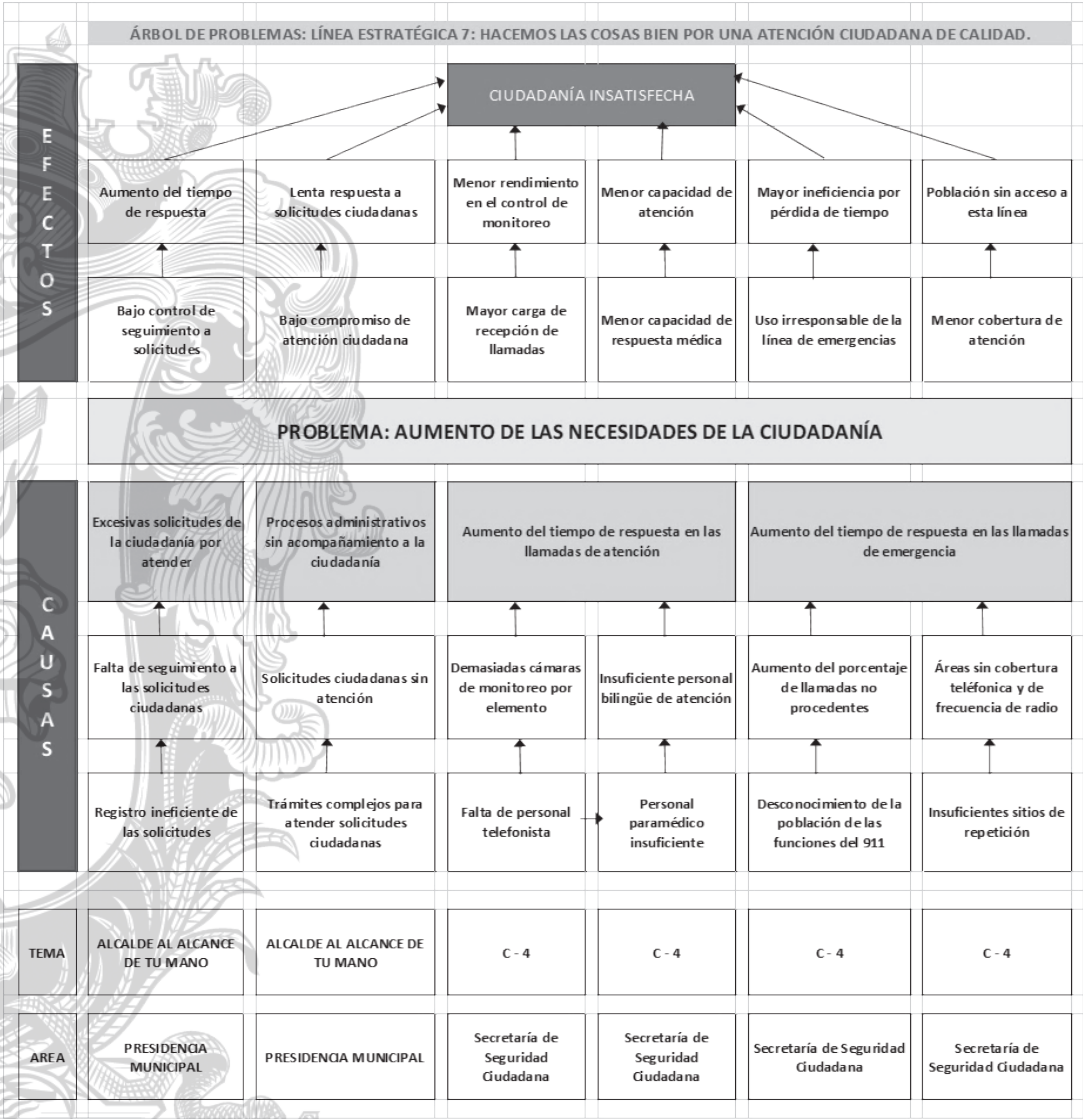 ÁRBOL DE PROBLEMAS: LÍNEA ESTRATÉGICA 7: HACEMOS LAS COSAS BIEN POR UNA ATENCIÓN CIUDADANA DE CALIDAD.
EFECTOS
CIUDADANÍA INSATISFECHA
Aumento del tiempo
de respuesta
Lenta respuesta a
solicitudes ciudadanas
Menor rendimiento
en el control de
monitoreo
Menor capacidad de
atención
Mayor ineficiencia por
pérdida de tiempo
Población sin acceso a
esta línea
Bajo control de
seguimiento a
solicitudes
Bajo compromiso de
atención ciudadana
Mayor carga de
recepción de
llamadas
Menor capacidad de
respuesta médica
Uso irresponsable de la
línea de emergencias
Menor cobertura de
atención
PROBLEMA: AUMENTO DE LAS NECESIDADES DE LA CIUDADANÍA
CAUSAS
Excesivas solicitudes de
la ciudadanía por
atender
Procesos administrativos
sin acompañamiento a la
ciudadanía
Aumento del tiempo de respuesta en las
llamadas de atención
Aumento del tiempo de respuesta en las llamadas
de emergencia
Falta de seguimiento a
las solicitudes
ciudadanas
Solicitudes ciudadanas sin
atención
Demasiadas cámaras
de monitoreo por
elemento
Insuficiente personal
bilingüe de atención
Aumento del porcentaje
de llamadas no
procedentes
Áreas sin cobertura
teléfonica y de
frecuencia de radio
Registro ineficiente de
las solicitudes
Trámites complejos para
atender solicitudes
ciudadanas
Falta de personal
telefonista
Personal
paramédico
insuficiente
Desconocimiento de la
población de las
funciones del 911
Insuficientes sitios de
repetición
TEMA
ALCALDE AL ALCANCE
DE TU MANO
ALCALDE AL ALCANCE DE
TU MANO
C - 4
C - 4
C - 4
C - 4
AREA
PRESIDENCIA
MUNICIPAL
PRESIDENCIA MUNICIPAL
Secretaría de
Seguridad
Ciudadana
Secretaría de
Seguridad
Ciudadana
Secretaría de Seguridad
Ciudadana
Secretaría de
Seguridad Ciudadana